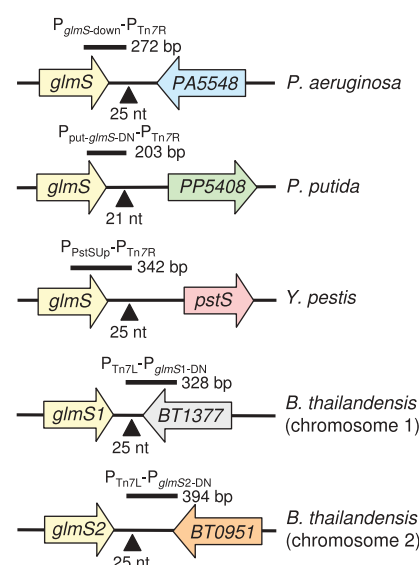 PglmS-down-PTn7R
272 bp
glmS PA5548 P. aeruginosa
25 nt
Pput-glmS-DN-PTn7R
203 bp
glmS PP5408 P. putida
21 nt
PPstSUp-PTn7R
342 bp
glmS pstS Y. pestis
25 nt
PTn7L-PglmS1-DN
328 bp
glmS1 BT1377 B. thailandensis
(chromosome 1)
25 nt
PTn7L-PglmS2-DN
394 bp
glmS2 BT0951 B. thailandensis
(chromosome 2)
25 nt